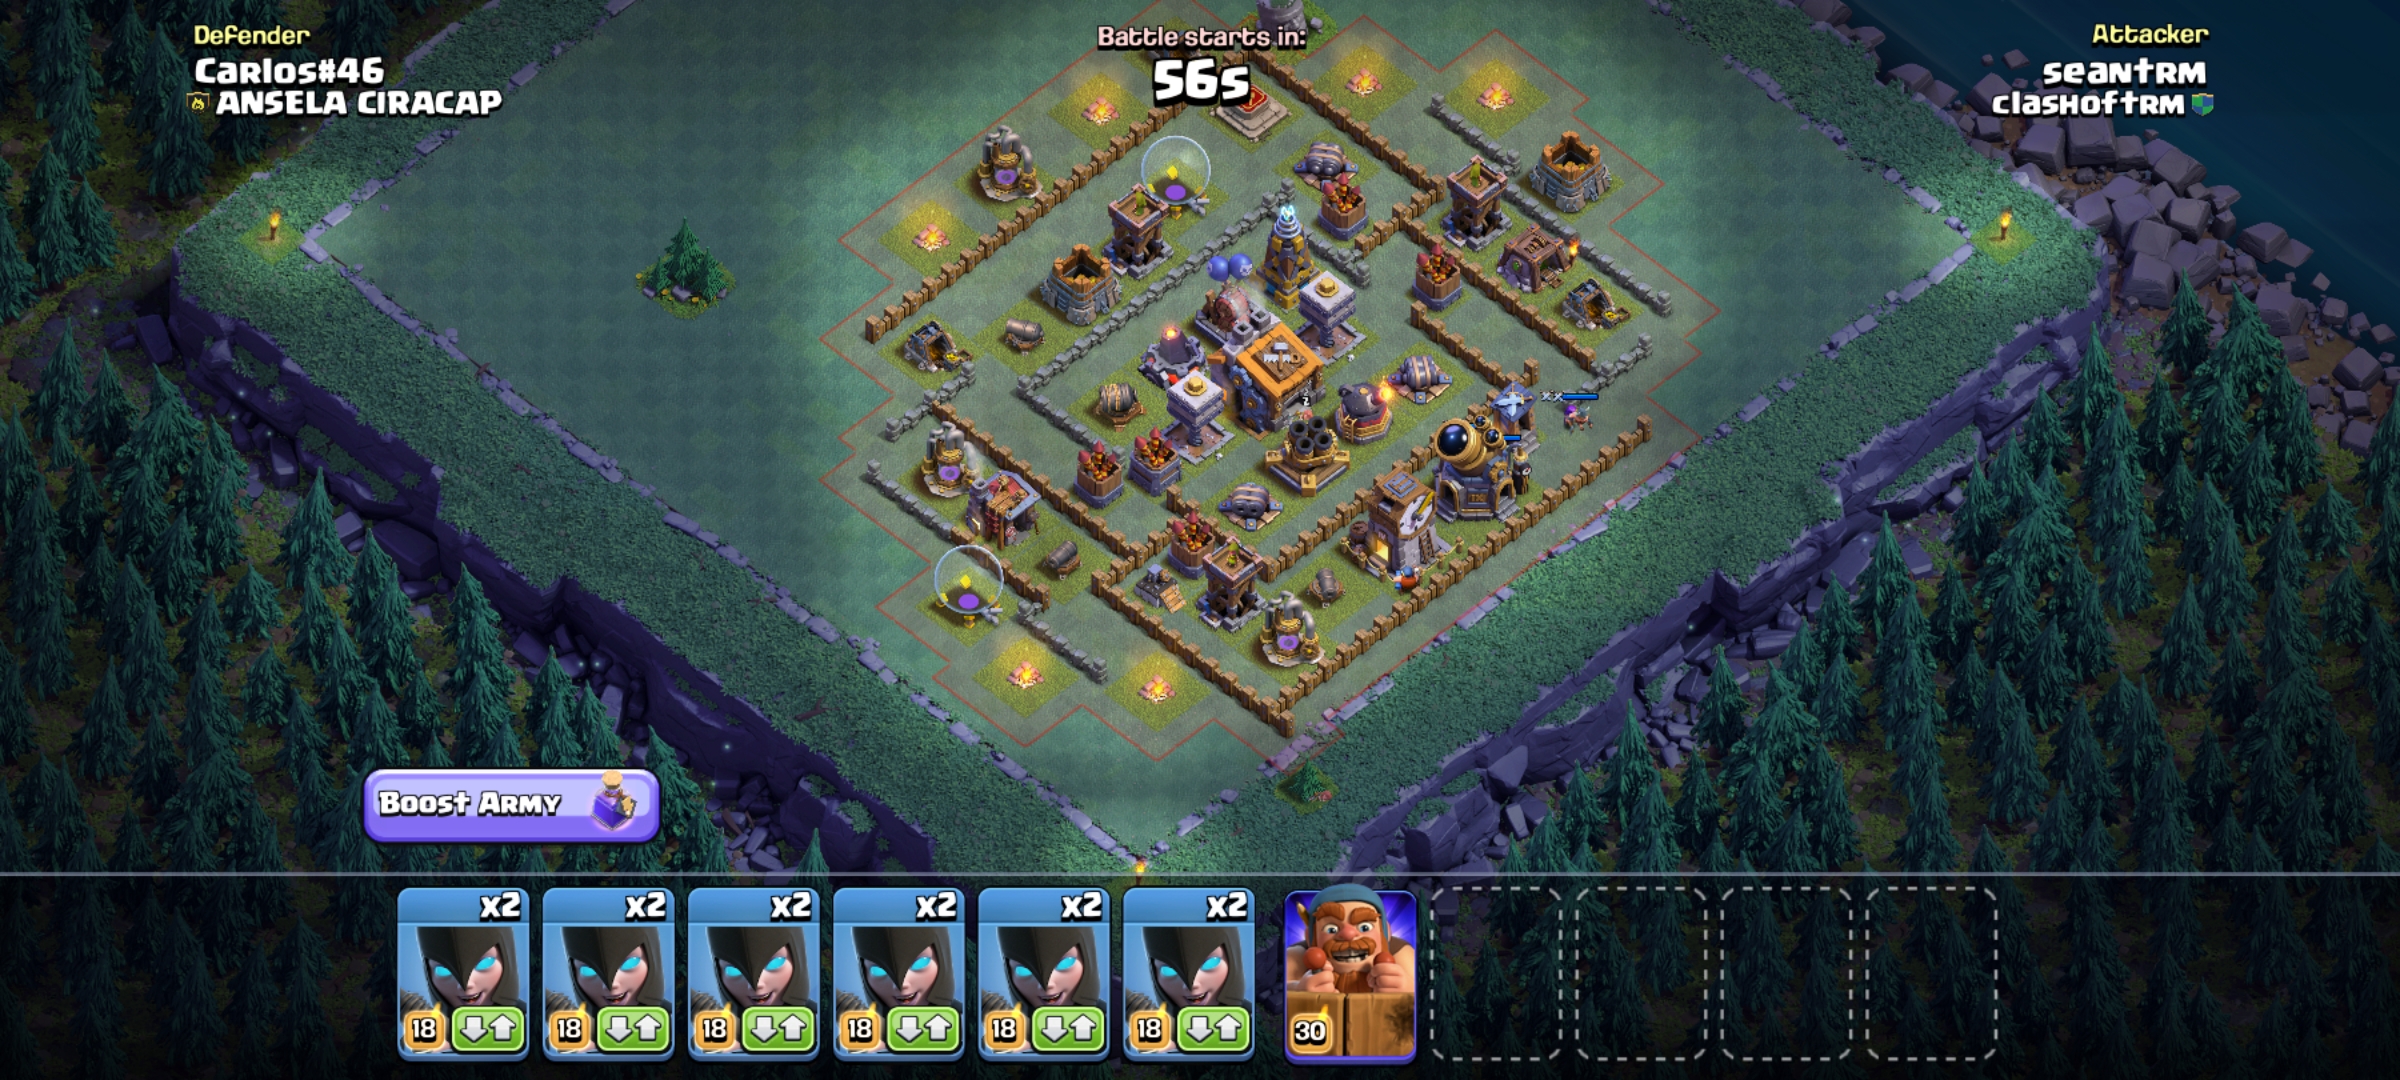 Defender
Carlos#46
ANSELA CIRACAP
Battle starts in:
56s
Attacker
seantRM
clashoftRM
Boost Army
x2 x2 x2 x2 x2 x2
18 18 18 18 18 18 30